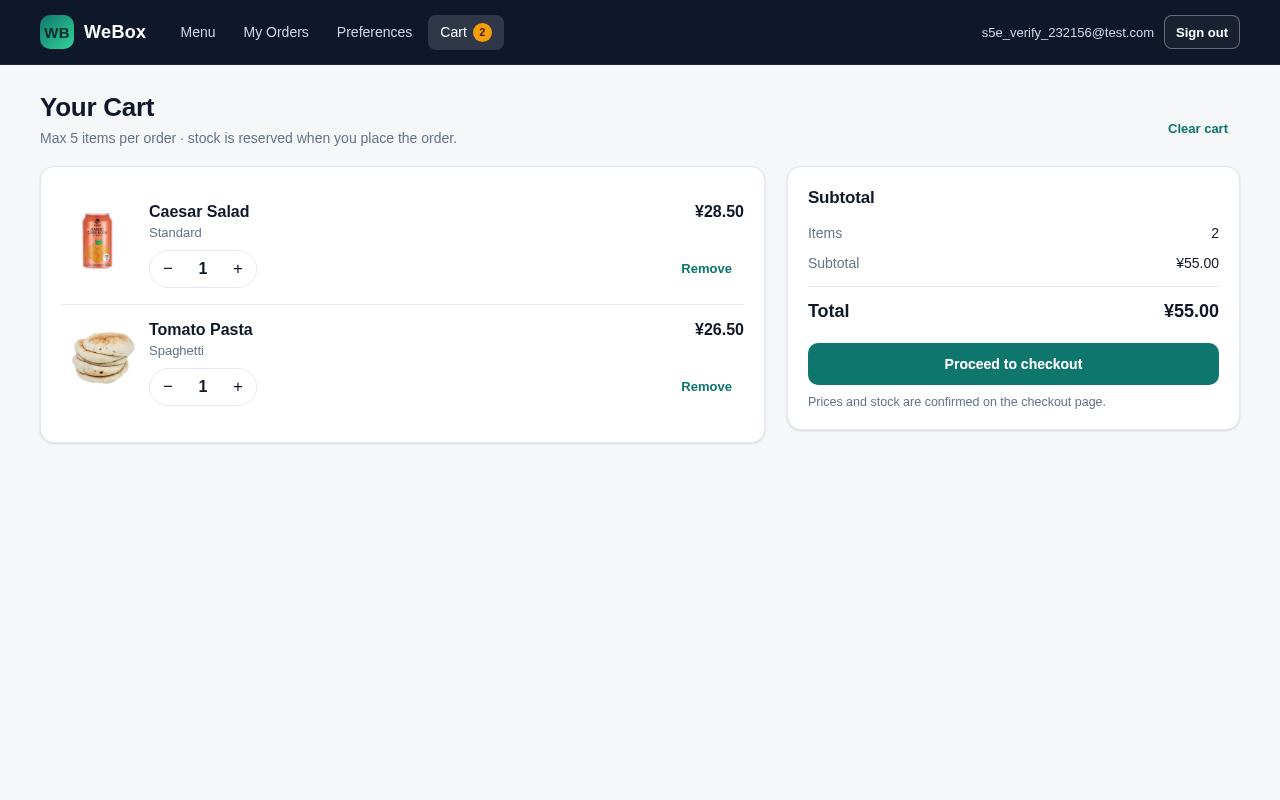 WB WeBox Menu My Orders Preferences Cart 2 s5e_verify_232156@test.com Sign out
Your Cart
Max 5 items per order · stock is reserved when you place the order.
Clear cart
Caesar Salad ¥28.50
Standard
− 1 + Remove
Tomato Pasta ¥26.50
Spaghetti
− 1 + Remove
Subtotal
Items 2
Subtotal ¥55.00
Total ¥55.00
Proceed to checkout
Prices and stock are confirmed on the checkout page.